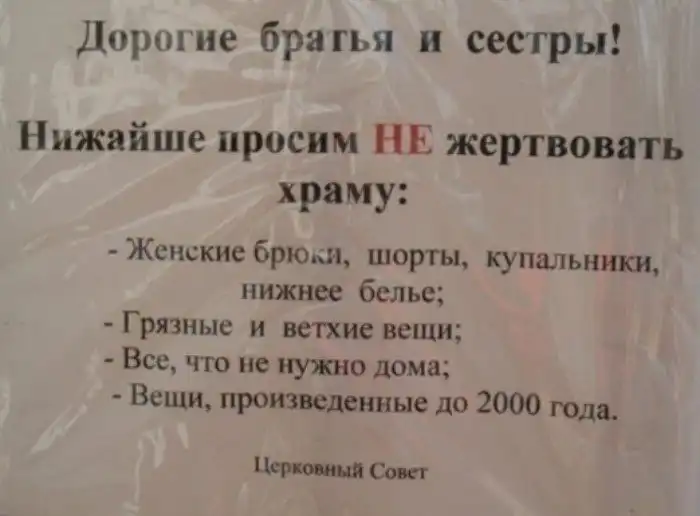 Дорогие братья и сестры!
Нижайше просим НЕ жертвовать
храму:
- Женские брюки, шорты, купальники,
нижнее белье;
- Грязные и ветхие вещи;
- Все, что не нужно дома;
- Вещи, произведенные до 2000 года.
Церковный Совет